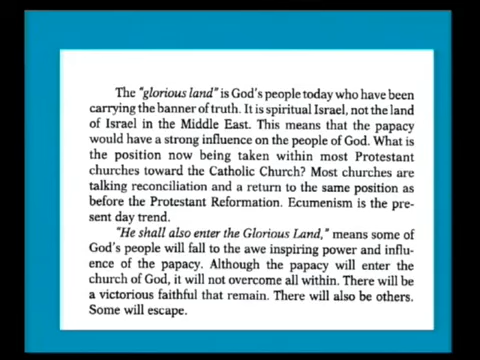 The "glorious land" is God's people today who have been
carrying the banner of truth. It is spiritual Israel, not the land
of Israel in the Middle East. This means that the papacy
would have a strong influence on the people of God. What is
the position now being taken within most Protestant
churches toward the Catholic Church? Most churches are
talking reconciliation and a return to the same position as
before the Protestant Reformation. Ecumenism is the pre-
sent day trend.
"He shall also enter the Glorious Land," means some of
God's people will fall to the awe inspiring power and influ-
ence of the papacy. Although the papacy will enter the
church of God, it will not overcome all within. There will be
a victorious faithful that remain. There will also be others.
Some will escape.